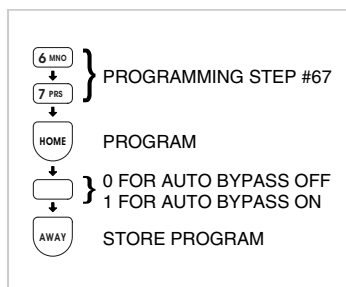 6 MNO
7 PRS
PROGRAMMING STEP #67
HOME
PROGRAM
0 FOR AUTO BYPASS OFF
1 FOR AUTO BYPASS ON
AWAY
STORE PROGRAM